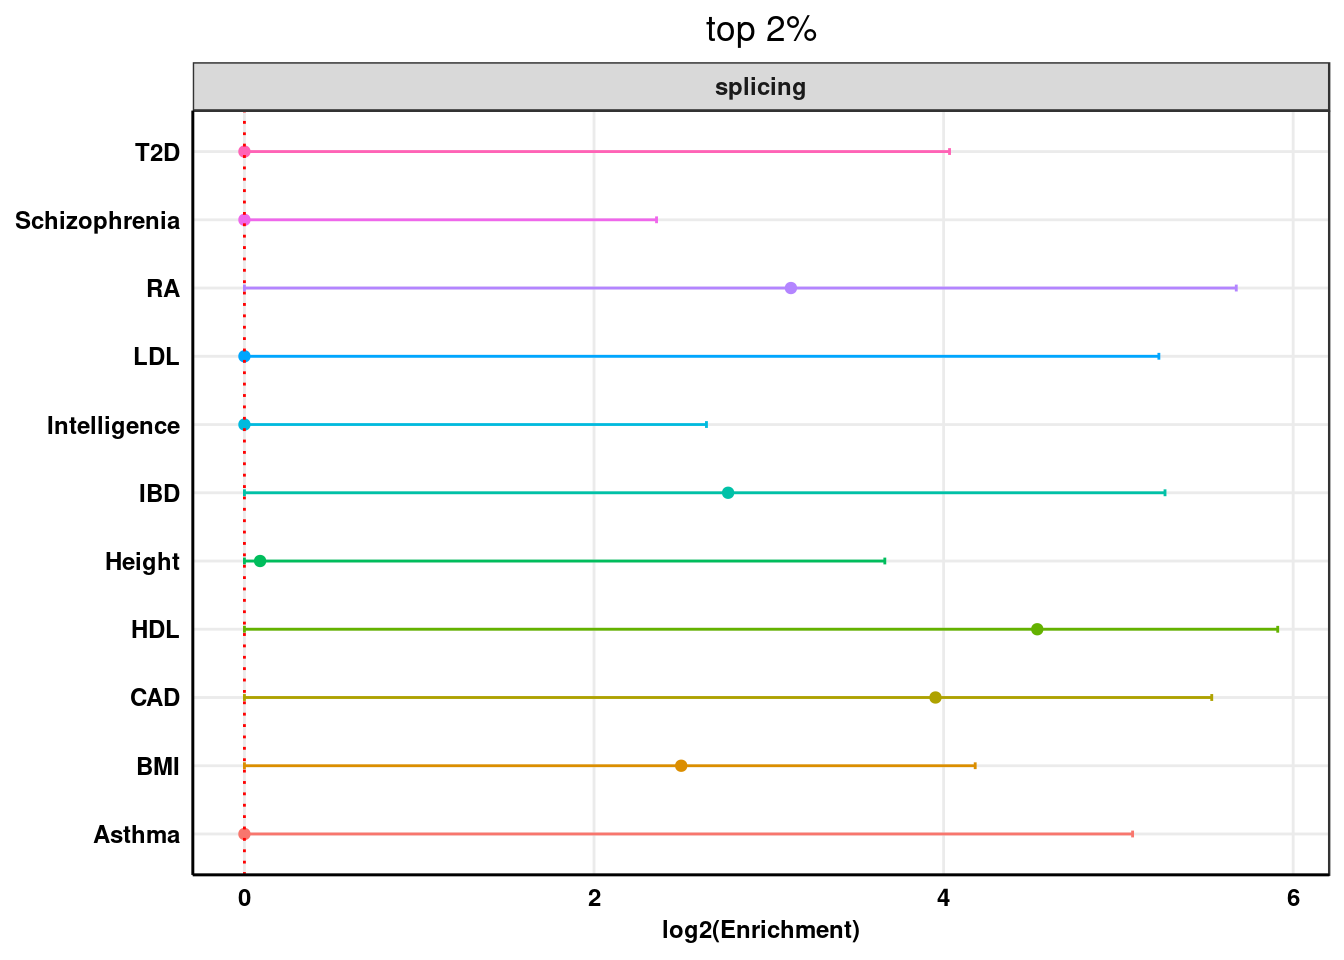 top 2%
splicing
T2D
Schizophrenia
RA
LDL
Intelligence
IBD
Height
HDL
CAD
BMI
Asthma
0 2 4 6
log2(Enrichment)